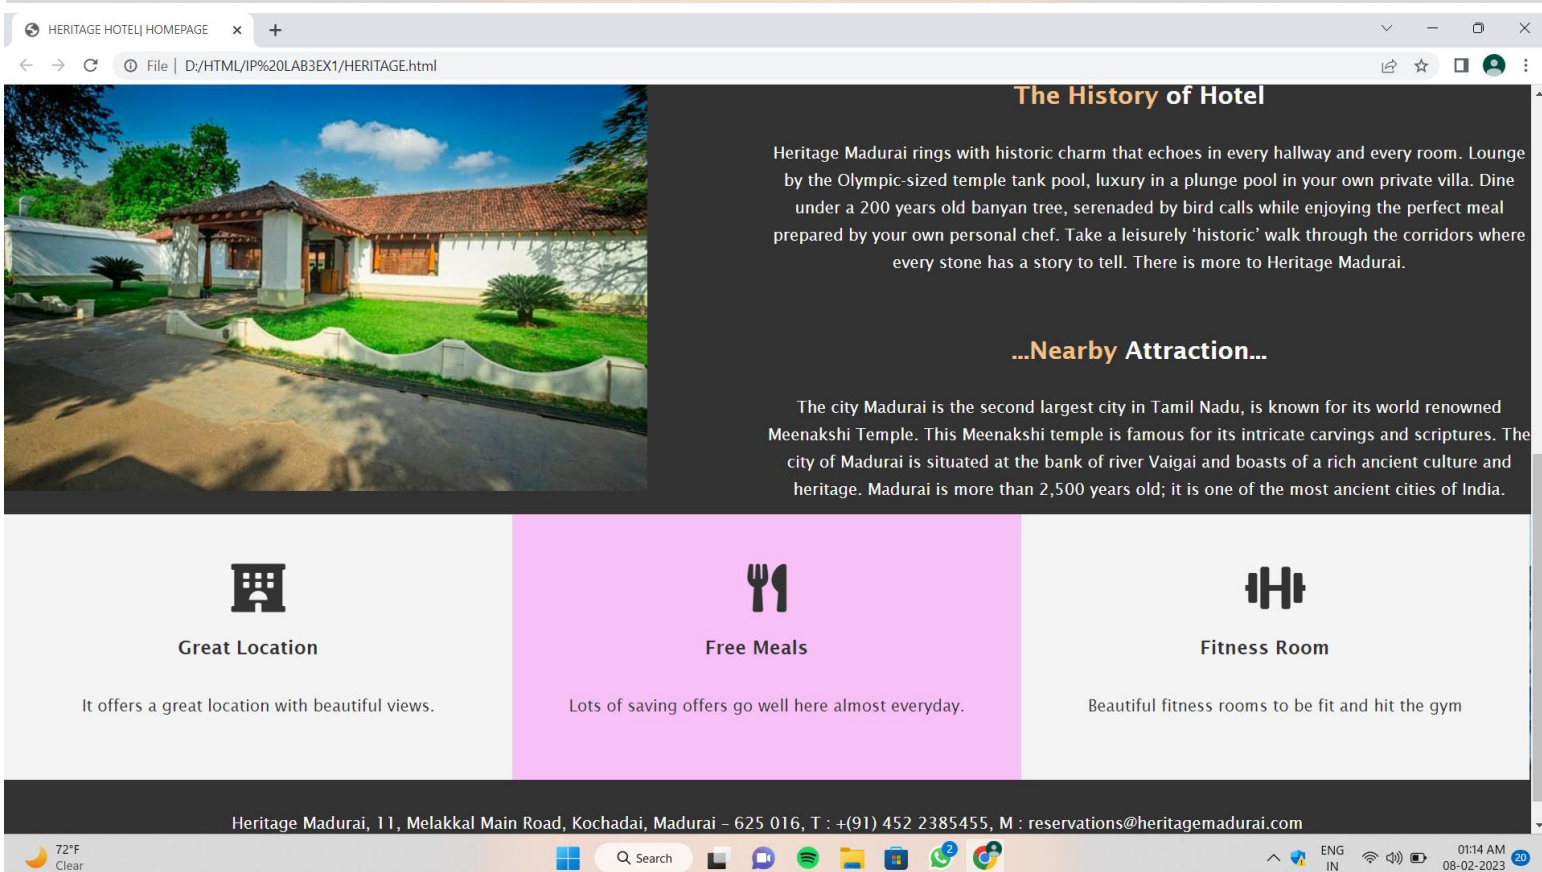 HERITAGE HOTEL| HOMEPAGE
File | D:/HTML/IP%20LAB3EX1/HERITAGE.html
The History of Hotel
Heritage Madurai rings with historic charm that echoes in every hallway and every room. Lounge
by the Olympic-sized temple tank pool, luxury in a plunge pool in your own private villa. Dine
under a 200 years old banyan tree, serenaded by bird calls while enjoying the perfect meal
prepared by your own personal chef. Take a leisurely ‘historic’ walk through the corridors where
every stone has a story to tell. There is more to Heritage Madurai.
...Nearby Attraction...
The city Madurai is the second largest city in Tamil Nadu, is known for its world renowned
Meenakshi Temple. This Meenakshi temple is famous for its intricate carvings and scriptures. The
city of Madurai is situated at the bank of river Vaigai and boasts of a rich ancient culture and
heritage. Madurai is more than 2,500 years old; it is one of the most ancient cities of India.
Great Location
It offers a great location with beautiful views.
Free Meals
Lots of saving offers go well here almost everyday.
Fitness Room
Beautiful fitness rooms to be fit and hit the gym
Heritage Madurai, 11, Melakkal Main Road, Kochadai, Madurai – 625 016, T : +(91) 452 2385455, M : reservations@heritagemadurai.com
72°F
Clear
Search
2
ENG
IN
01:14 AM
08-02-2023
20